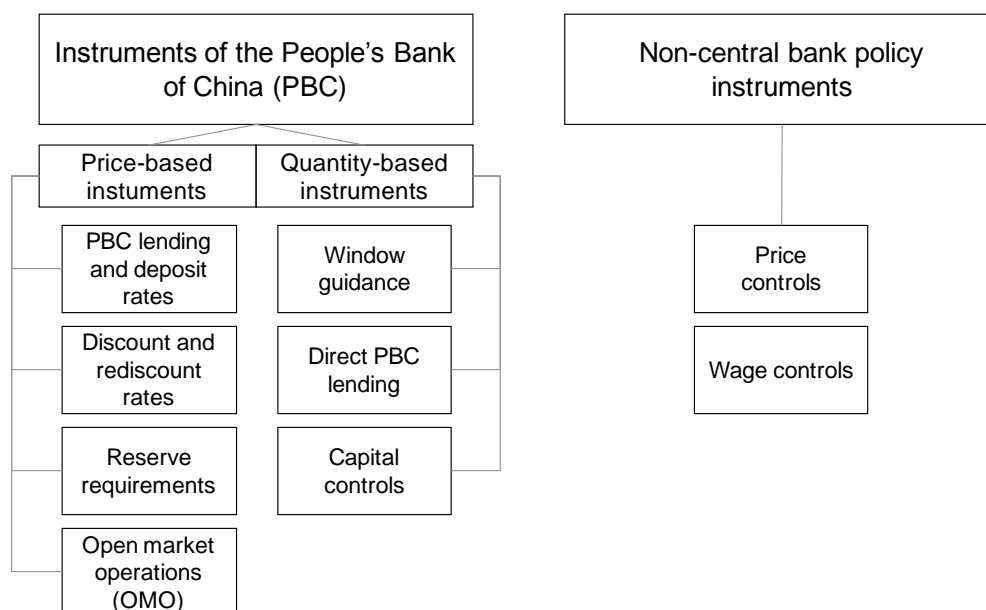 Instruments of the People's Bank
of China (PBC)
Non-central bank policy
instruments
Price-based
instuments
Quantity-based
instruments
PBC lending
and deposit
rates
Window
guidance
Price
controls
Discount and
rediscount
rates
Direct PBC
lending
Wage controls
Reserve
requirements
Capital
controls
Open market
operations
(OMO)